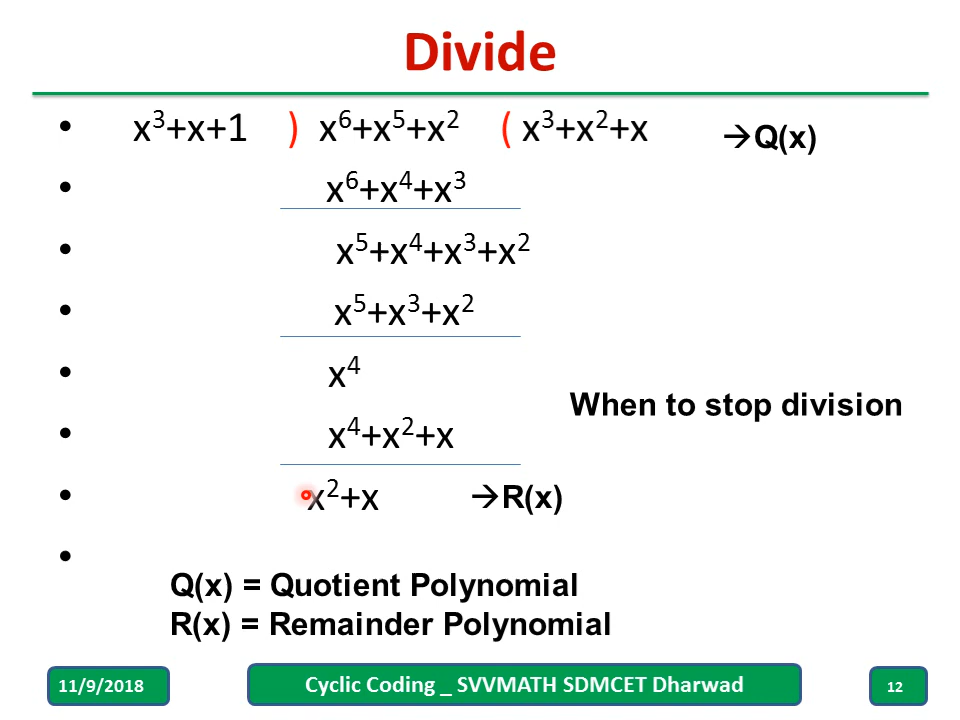 Divide
• x³+x+1 ) x⁶+x⁵+x² ( x³+x²+x →Q(x)
• x⁶+x⁴+x³
• x⁵+x⁴+x³+x²
• x⁵+x³+x²
• x⁴
When to stop division
• x⁴+x²+x
• x²+x →R(x)
•
Q(x) = Quotient Polynomial
R(x) = Remainder Polynomial
11/9/2018 Cyclic Coding _ SVVMATH SDMCET Dharwad 12